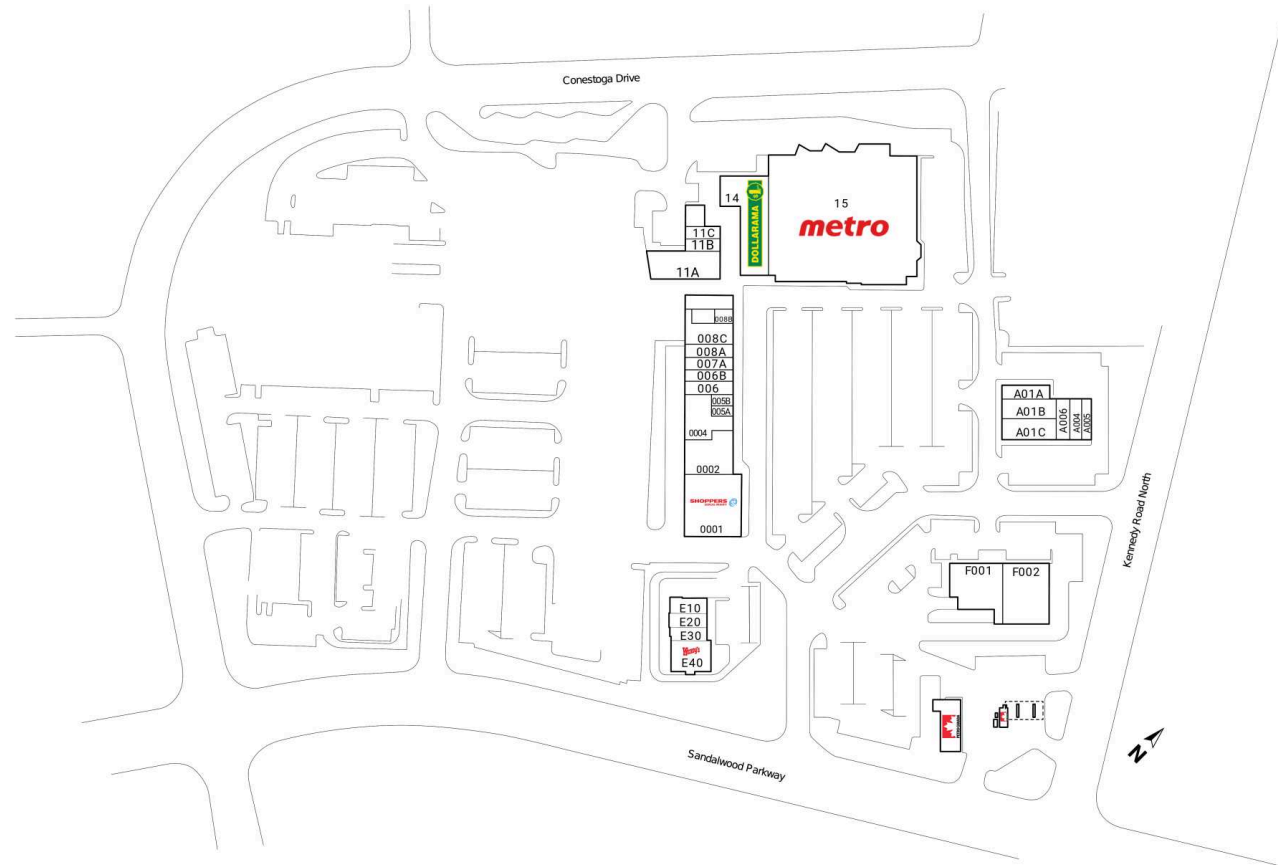 Conestoga Drive
14
DOLLARAMA
15
metro
11C
11B
11A
008B
008C
008A
007A
006B
006
005B
005A
0004
0002
SHOPPERS
0001
A01A
A01B
A01C
A006
A004
A005
Kennedy Road North
F001
F002
E10
E20
E30
Wendy's
E40
Sandalwood Parkway
N